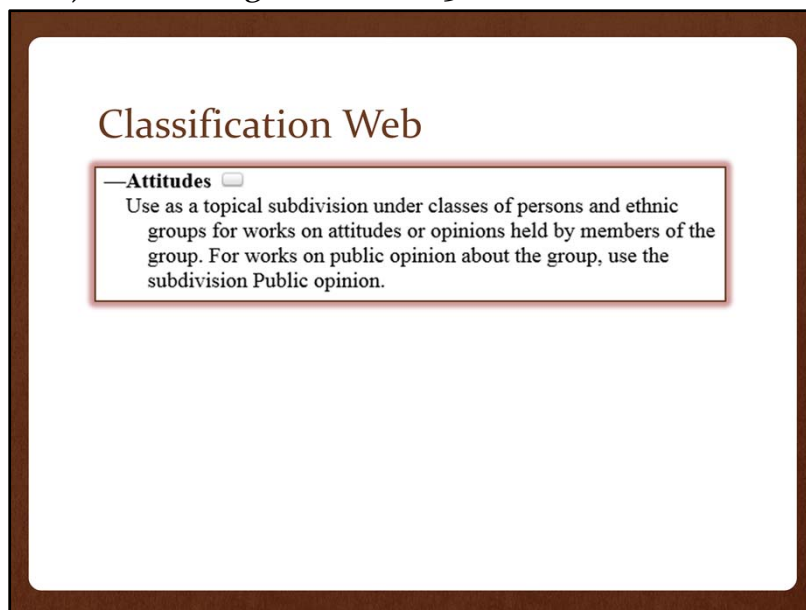 Classification Web
—Attitudes
Use as a topical subdivision under classes of persons and ethnic
groups for works on attitudes or opinions held by members of the
group. For works on public opinion about the group, use the
subdivision Public opinion.